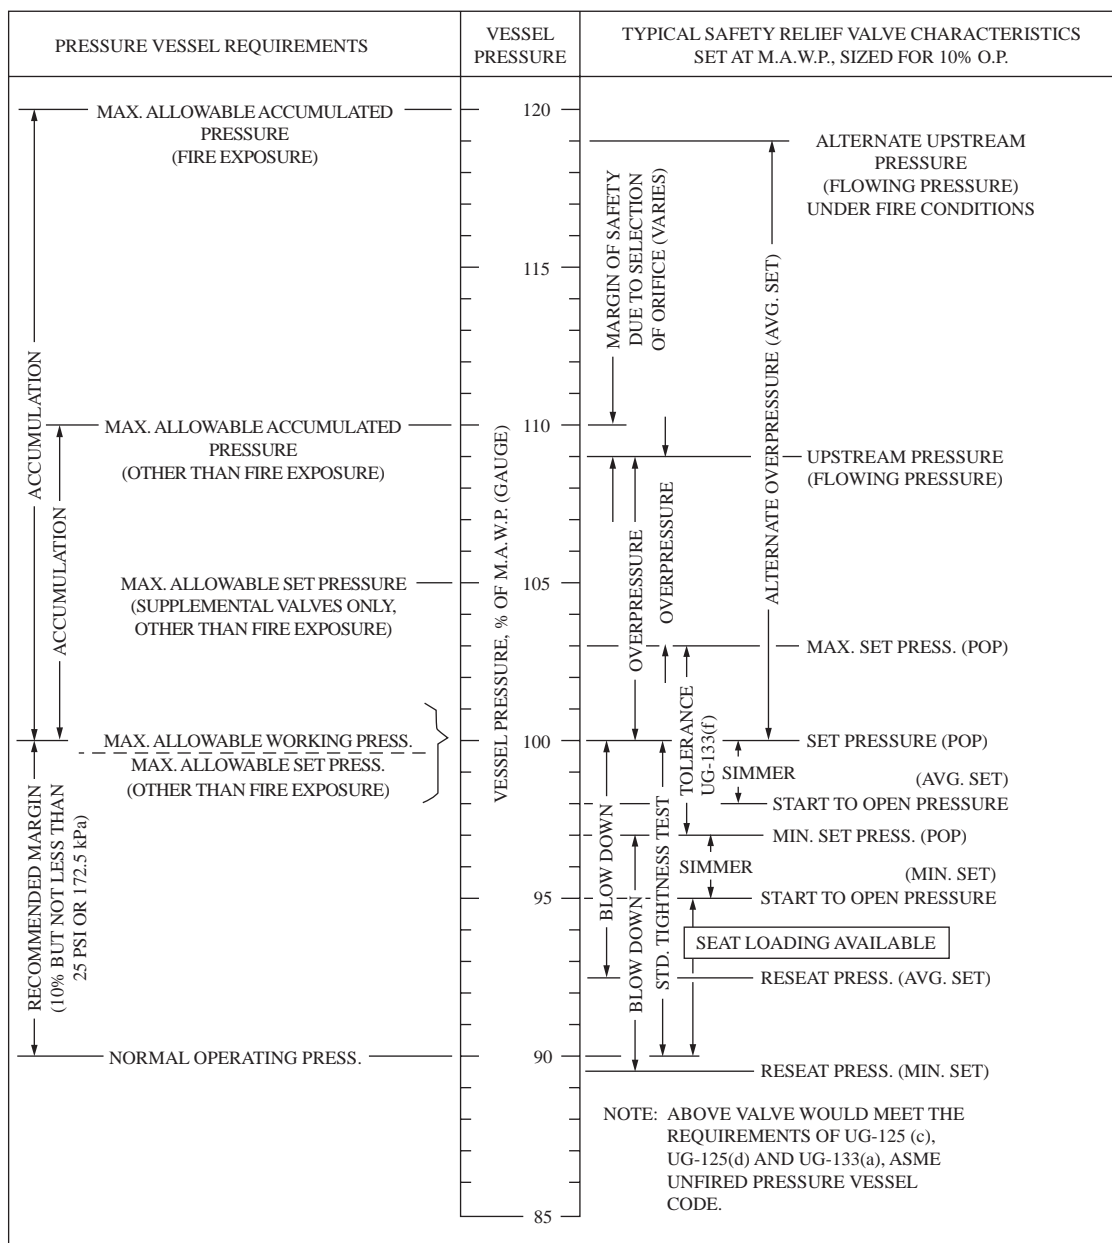 PRESSURE VESSEL REQUIREMENTS
VESSEL
PRESSURE
TYPICAL SAFETY RELIEF VALVE CHARACTERISTICS
SET AT M.A.W.P., SIZED FOR 10% O.P.
MAX. ALLOWABLE ACCUMULATED
PRESSURE
(FIRE EXPOSURE)
ACCUMULATION
ACCUMULATION
MAX. ALLOWABLE ACCUMULATED
PRESSURE
(OTHER THAN FIRE EXPOSURE)
MAX. ALLOWABLE SET PRESSURE
(SUPPLEMENTAL VALVES ONLY,
OTHER THAN FIRE EXPOSURE)
MAX. ALLOWABLE WORKING PRESS.
MAX. ALLOWABLE SET PRESS.
(OTHER THAN FIRE EXPOSURE)
RECOMMENDED MARGIN
(10% BUT NOT LESS THAN
25 PSI OR 172.5 kPa)
NORMAL OPERATING PRESS.
VESSEL PRESSURE, % OF M.A.W.P. (GAUGE)
120
115
110
105
100
95
90
85
ALTERNATE UPSTREAM
PRESSURE
(FLOWING PRESSURE)
UNDER FIRE CONDITIONS
MARGIN OF SAFETY
DUE TO SELECTION
OF ORIFICE (VARIES)
ALTERNATE OVERPRESSURE (AVG. SET)
UPSTREAM PRESSURE
(FLOWING PRESSURE)
OVERPRESSURE
OVERPRESSURE
MAX. SET PRESS. (POP)
TOLERANCE
UG-133(f)
SET PRESSURE (POP)
SIMMER
(AVG. SET)
START TO OPEN PRESSURE
MIN. SET PRESS. (POP)
SIMMER
(MIN. SET)
START TO OPEN PRESSURE
BLOW DOWN
BLOW DOWN
STD. TIGHTNESS TEST
SEAT LOADING AVAILABLE
RESEAT PRESS. (AVG. SET)
RESEAT PRESS. (MIN. SET)
NOTE: ABOVE VALVE WOULD MEET THE
REQUIREMENTS OF UG-125 (c),
UG-125(d) AND UG-133(a), ASME
UNFIRED PRESSURE VESSEL
CODE.